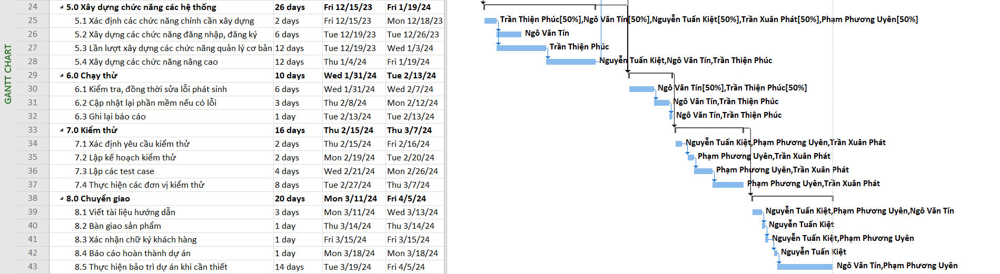 GANTT CHART
24 5.0 Xây dựng chức năng các hệ thống 26 days Fri 12/15/23 Fri 1/19/24
25 5.1 Xác định các chức năng chính cần xây dựng 2 days Fri 12/15/23 Mon 12/18/23 Trần Thiện Phúc[50%],Ngô Văn Tín[50%],Nguyễn Tuấn Kiệt[50%],Trần Xuân Phát[50%],Phạm Phương Uyên[50%]
26 5.2 Xây dựng các chức năng đăng nhập, đăng ký 6 days Tue 12/19/23 Tue 12/26/23 Ngô Văn Tín
27 5.3 Lần lượt xây dựng các chức năng quản lý cơ bản 12 days Tue 12/19/23 Wed 1/3/24 Trần Thiện Phúc
28 5.4 Xây dựng các chức năng nâng cao 12 days Thu 1/4/24 Fri 1/19/24 Nguyễn Tuấn Kiệt,Ngô Văn Tín,Trần Thiện Phúc
29 6.0 Chạy thử 10 days Wed 1/31/24 Tue 2/13/24
30 6.1 Kiểm tra, đồng thời sửa lỗi phát sinh 6 days Wed 1/31/24 Wed 2/7/24 Ngô Văn Tín[50%],Trần Thiện Phúc[50%]
31 6.2 Cập nhật lại phần mềm nếu có lỗi 3 days Thu 2/8/24 Mon 2/12/24 Ngô Văn Tín,Trần Thiện Phúc
32 6.3 Ghi lại báo cáo 1 day Tue 2/13/24 Tue 2/13/24 Ngô Văn Tín,Trần Thiện Phúc
33 7.0 Kiểm thử 16 days Thu 2/15/24 Thu 3/7/24
34 7.1 Xác định yêu cầu kiểm thử 2 days Thu 2/15/24 Fri 2/16/24 Nguyễn Tuấn Kiệt,Phạm Phương Uyên,Trần Xuân Phát
35 7.2 Lập kế hoạch kiểm thử 2 days Mon 2/19/24 Tue 2/20/24 Phạm Phương Uyên,Trần Xuân Phát
36 7.3 Lập các test case 4 days Wed 2/21/24 Mon 2/26/24 Phạm Phương Uyên,Trần Xuân Phát
37 7.4 Thực hiện các đơn vị kiểm thử 8 days Tue 2/27/24 Thu 3/7/24 Phạm Phương Uyên,Trần Xuân Phát
38 8.0 Chuyển giao 20 days Mon 3/11/24 Fri 4/5/24
39 8.1 Viết tài liệu hướng dẫn 3 days Mon 3/11/24 Wed 3/13/24 Nguyễn Tuấn Kiệt,Phạm Phương Uyên,Ngô Văn Tín
40 8.2 Bàn giao sản phẩm 1 day Thu 3/14/24 Thu 3/14/24 Nguyễn Tuấn Kiệt
41 8.3 Xác nhận chữ ký khách hàng 1 day Fri 3/15/24 Fri 3/15/24 Nguyễn Tuấn Kiệt,Phạm Phương Uyên
42 8.4 Báo cáo hoàn thành dự án 1 day Mon 3/18/24 Mon 3/18/24 Nguyễn Tuấn Kiệt
43 8.5 Thực hiện bảo trì dự án khi cần thiết 14 days Tue 3/19/24 Fri 4/5/24 Ngô Văn Tín,Phạm Phương Uyên